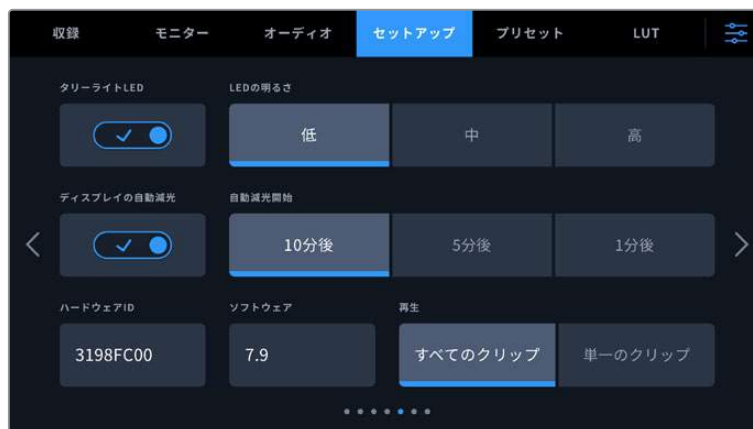 収録 モニター オーディオ セットアップ プリセット LUT
タリーライトLED LEDの明るさ
低 中 高
ディスプレイの自動減光 自動減光開始
10分後 5分後 1分後
ハードウェアID ソフトウェア 再生
3198FC00 7.9 すべてのクリップ 単一のクリップ